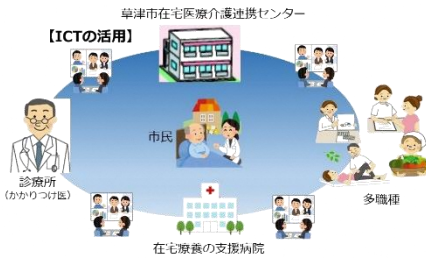 草津市在宅医療介護連携センター
【ICTの活用】
市民
診療所
(かかりつけ医)
多職種
在宅療養の支援病院